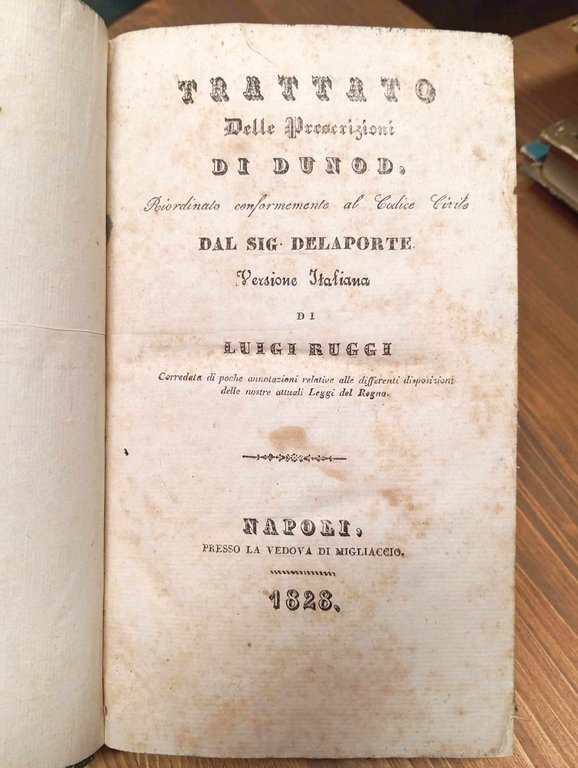 TRATTATO
Delle Prescrizioni
DI DUNOD,
Riordinato conformemente al Codice Civile
DAL SIG. DELAPORTE
Versione Italiana
DI
LUIGI RUGGI
Corredata di poche annotazioni relative alle differenti disposizioni
delle nostre attuali Leggi del Regno.
NAPOLI,
PRESSO LA VEDOVA DI MIGLIACCIO.
1828.